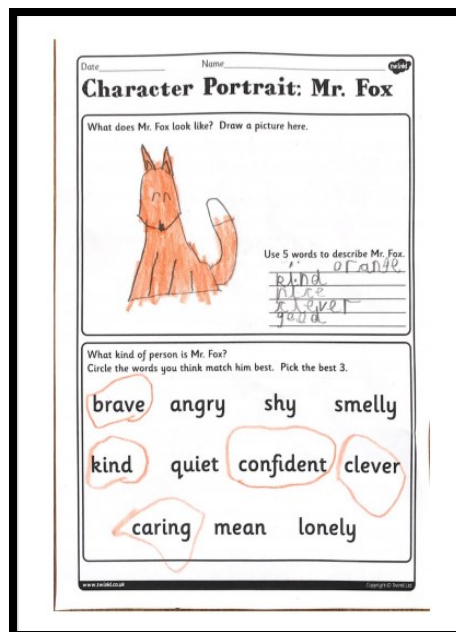 Date Name
twinkl
Character Portrait: Mr. Fox
What does Mr. Fox look like? Draw a picture here.
Use 5 words to describe Mr. Fox.
orange
kind
nice
clever
good
What kind of person is Mr. Fox?
Circle the words you think match him best. Pick the best 3.
brave angry shy smelly
kind quiet confident clever
caring mean lonely
www.twinkl.co.uk Copyright © Twinkl Ltd